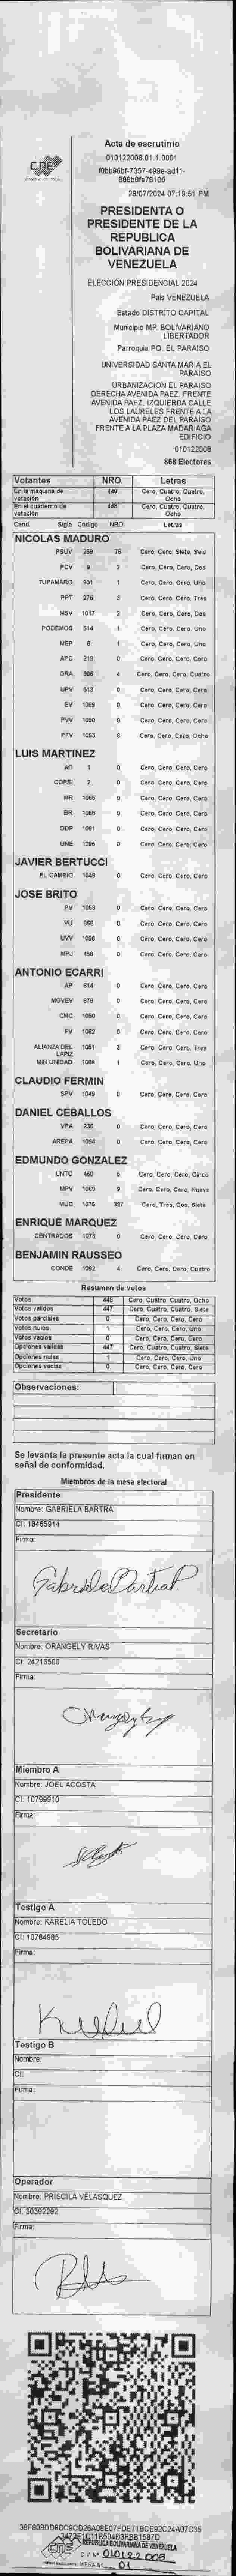 Acta de escrutinio
010122008.01.1.0001
868b6fe78106
28/07/2024 07:19:51 PM
PRESIDENTA O
PRESIDENTE DE LA
REPUBLICA
BOLIVARIANA DE
VENEZUELA
ELECCIÓN PRESIDENCIAL 2024
País VENEZUELA
Estado DISTRITO CAPITAL
Municipio MP. BOLIVARIANO
LIBERTADOR
Parroquia PQ. EL PARAISO
UNIVERSIDAD SANTA MARIA EL
PARAISO
URBANIZACIÓN EL PARAISO
DERECHA AVENIDA PAEZ. FRENTE
AVENIDA PAEZ. IZQUIERDA CALLE
LOS LAURELES FRENTE A LA
AVENIDA PAEZ DEL PARAISO
FRENTE A LA PLAZA MADARIAGA
EDIFICIO
010122008
868 Electores
Votantes NRO. Letras
En la máquina de votación 448 Cero, Cuatro, Cuatro, Ocho
En el cuaderno de votación 448 Cero, Cuatro, Cuatro, Ocho
Cand Sigla Código NRO. Letras
NICOLAS MADURO
PSUV 269 76 Cero, Cero, Siete, Seis
PCV 9 2 Cero, Cero, Cero, Dos
TUPAMARO 931 1 Cero, Cero, Cero, Uno
PPT 276 3 Cero, Cero, Cero, Tres
MSV 1017 2 Cero, Cero, Cero, Dos
PODEMOS 514 1 Cero, Cero, Cero, Uno
MEP 6 1 Cero, Cero, Cero, Uno
APC 219 0 Cero, Cero, Cero, Cero
ORA 906 4 Cero, Cero, Cero, Cuatro
UPV 613 0 Cero, Cero, Cero, Cero
EV 1069 0 Cero, Cero, Cero, Cero
PVV 1090 0 Cero, Cero, Cero, Cero
PFV 1093 8 Cero, Cero, Cero, Ocho
LUIS MARTINEZ
AD 1 0 Cero, Cero, Cero, Cero
COPEI 2 0 Cero, Cero, Cero, Cero
MR 1065 0 Cero, Cero, Cero, Cero
BR 0 Cero, Cero, Cero, Cero
DDP 1091 0 Cero, Cero, Cero, Cero
UNE 1096 0 Cero, Cero, Cero, Cero
JAVIER BERTUCCI
EL CAMBIO 1048 0 Cero, Cero, Cero, Cero
JOSE BRITO
PV 1053 0 Cero, Cero, Cero, Cero
VU 968 0 Cero, Cero, Cero, Cero
UVV 1098 0 Cero, Cero, Cero, Cero
MPJ 458 0 Cero, Cero, Cero, Cero
ANTONIO ECARRI
AP 814 0 Cero, Cero, Cero, Cero
MOVEV 979 0 Cero, Cero, Cero, Cero
CMC 1050 0 Cero, Cero, Cero, Cero
FV 1082 0 Cero, Cero, Cero, Cero
ALIANZA DEL LAPIZ 1051 3 Cero, Cero, Cero, Tres
MIN UNIDAD 1068 1 Cero, Cero, Cero, Uno
CLAUDIO FERMIN
SPV 1049 0 Cero, Cero, Cero, Cero
DANIEL CEBALLOS
VPA 236 0 Cero, Cero, Cero, Cero
AREPA 1094 0 Cero, Cero, Cero, Cero
EDMUNDO GONZALEZ
UNTC 460 5 Cero, Cero, Cero, Cinco
MPV 1069 9 Cero, Cero, Cero, Nueve
MUD 1075 327 Cero, Tres, Dos, Siete
ENRIQUE MARQUEZ
CENTRADOS 1073 0 Cero, Cero, Cero, Cero
BENJAMIN RAUSSEO
CONDE 1092 4 Cero, Cero, Cero, Cuatro
Resumen de votos
Votos 448 Cero, Cuatro, Cuatro, Ocho
Votos validos 447 Cero, Cuatro, Cuatro, Siete
Votos parciales 0 Cero, Cero, Cero, Cero
Votos nulos 1 Cero, Cero, Cero, Uno
Votos vacios 0 Cero, Cero, Cero, Cero
Opciones validas 447 Cero, Cuatro, Cuatro, Siete
Opciones nulas 1 Cero, Cero, Cero, Uno
Opciones vacias 0 Cero, Cero, Cero, Cero
Observaciones:
Se levanta la presente acta la cual firman en
señal de conformidad.
Miembros de la mesa electoral
Presidente
Nombre: GABRIELA BARTRA
CI: 18465914
Firma:
Secretario
Nombre: ORANGELY RIVAS
CI: 24216500
Firma:
Miembro A
Nombre: JOEL ACOSTA
CI: 10799910
Firma:
Testigo A
Nombre: KARELIA TOLEDO
CI: 10784985
Firma:
Testigo B
Nombre:
CI:
Firma:
Operador
Nombre: PRISCILA VELASQUEZ
CI: 30392292
Firma:
CNE REPUBLICA BOLIVARIANA DE VENEZUELA
C.V. Nº 010122008
MESA Nº 01